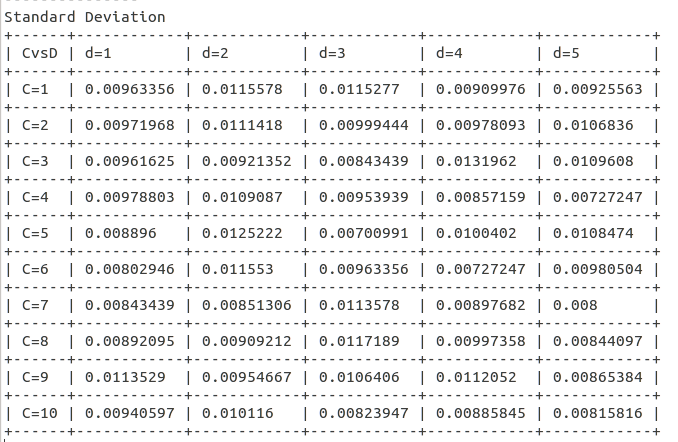 Standard Deviation
+------+------------+------------+------------+------------+------------+
| CvsD | d=1 | d=2 | d=3 | d=4 | d=5 |
+------+------------+------------+------------+------------+------------+
| C=1 | 0.00963356 | 0.0115578 | 0.0115277 | 0.00909976 | 0.00925563 |
+------+------------+------------+------------+------------+------------+
| C=2 | 0.00971968 | 0.0111418 | 0.00999444 | 0.00978093 | 0.0106836 |
+------+------------+------------+------------+------------+------------+
| C=3 | 0.00961625 | 0.00921352 | 0.00843439 | 0.0131962 | 0.0109608 |
+------+------------+------------+------------+------------+------------+
| C=4 | 0.00978803 | 0.0109087 | 0.00953939 | 0.00857159 | 0.00727247 |
+------+------------+------------+------------+------------+------------+
| C=5 | 0.008896 | 0.0125222 | 0.00700991 | 0.0100402 | 0.0108474 |
+------+------------+------------+------------+------------+------------+
| C=6 | 0.00802946 | 0.011553 | 0.00963356 | 0.00727247 | 0.00980504 |
+------+------------+------------+------------+------------+------------+
| C=7 | 0.00843439 | 0.00851306 | 0.0113578 | 0.00897682 | 0.008 |
+------+------------+------------+------------+------------+------------+
| C=8 | 0.00892095 | 0.00909212 | 0.0117189 | 0.00997358 | 0.00844097 |
+------+------------+------------+------------+------------+------------+
| C=9 | 0.0113529 | 0.00954667 | 0.0106406 | 0.0112052 | 0.00865384 |
+------+------------+------------+------------+------------+------------+
| C=10 | 0.00940597 | 0.010116 | 0.00823947 | 0.00885845 | 0.00815816 |
+------+------------+------------+------------+------------+------------+